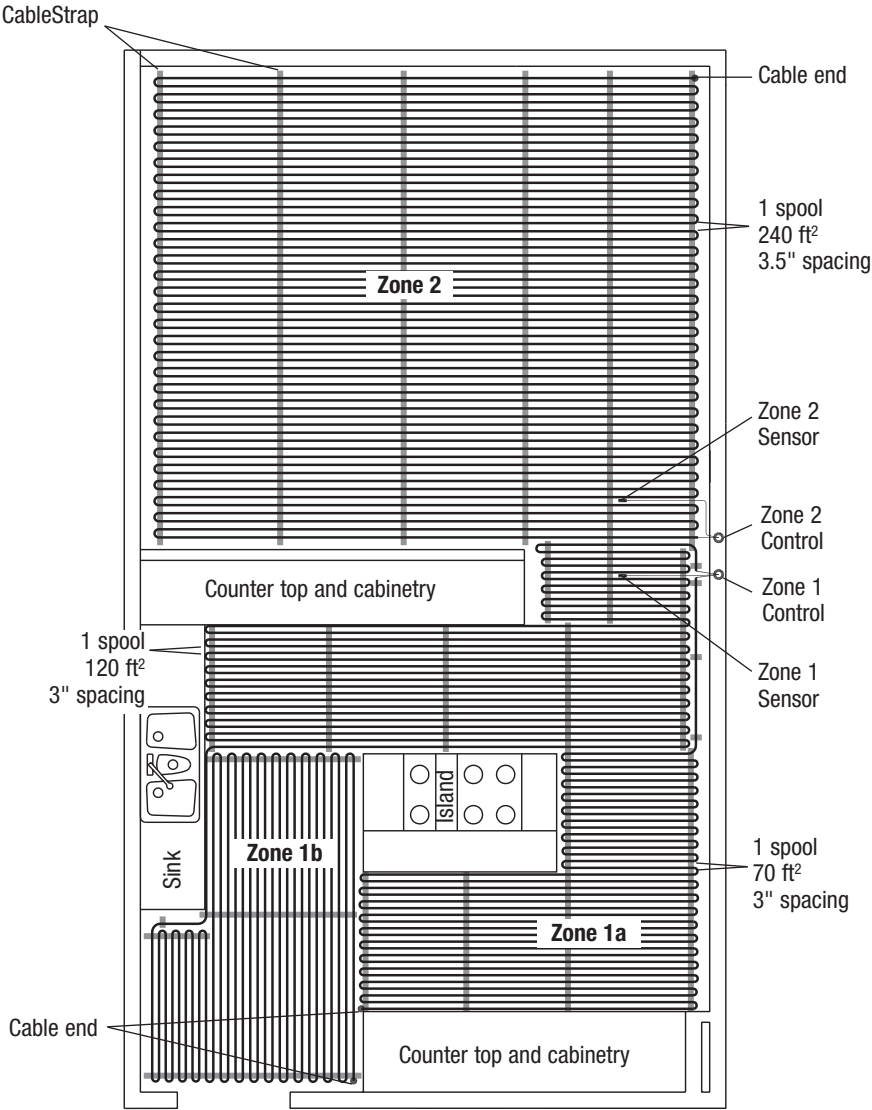 CableStrap
Cable end
1 spool
240 ft²
3.5" spacing
Zone 2
Zone 2
Sensor
Zone 2
Control
Counter top and cabinetry
Zone 1
Control
1 spool
120 ft²
3" spacing
Zone 1
Sensor
Island
Sink
Zone 1b
1 spool
70 ft²
3" spacing
Zone 1a
Cable end
Counter top and cabinetry